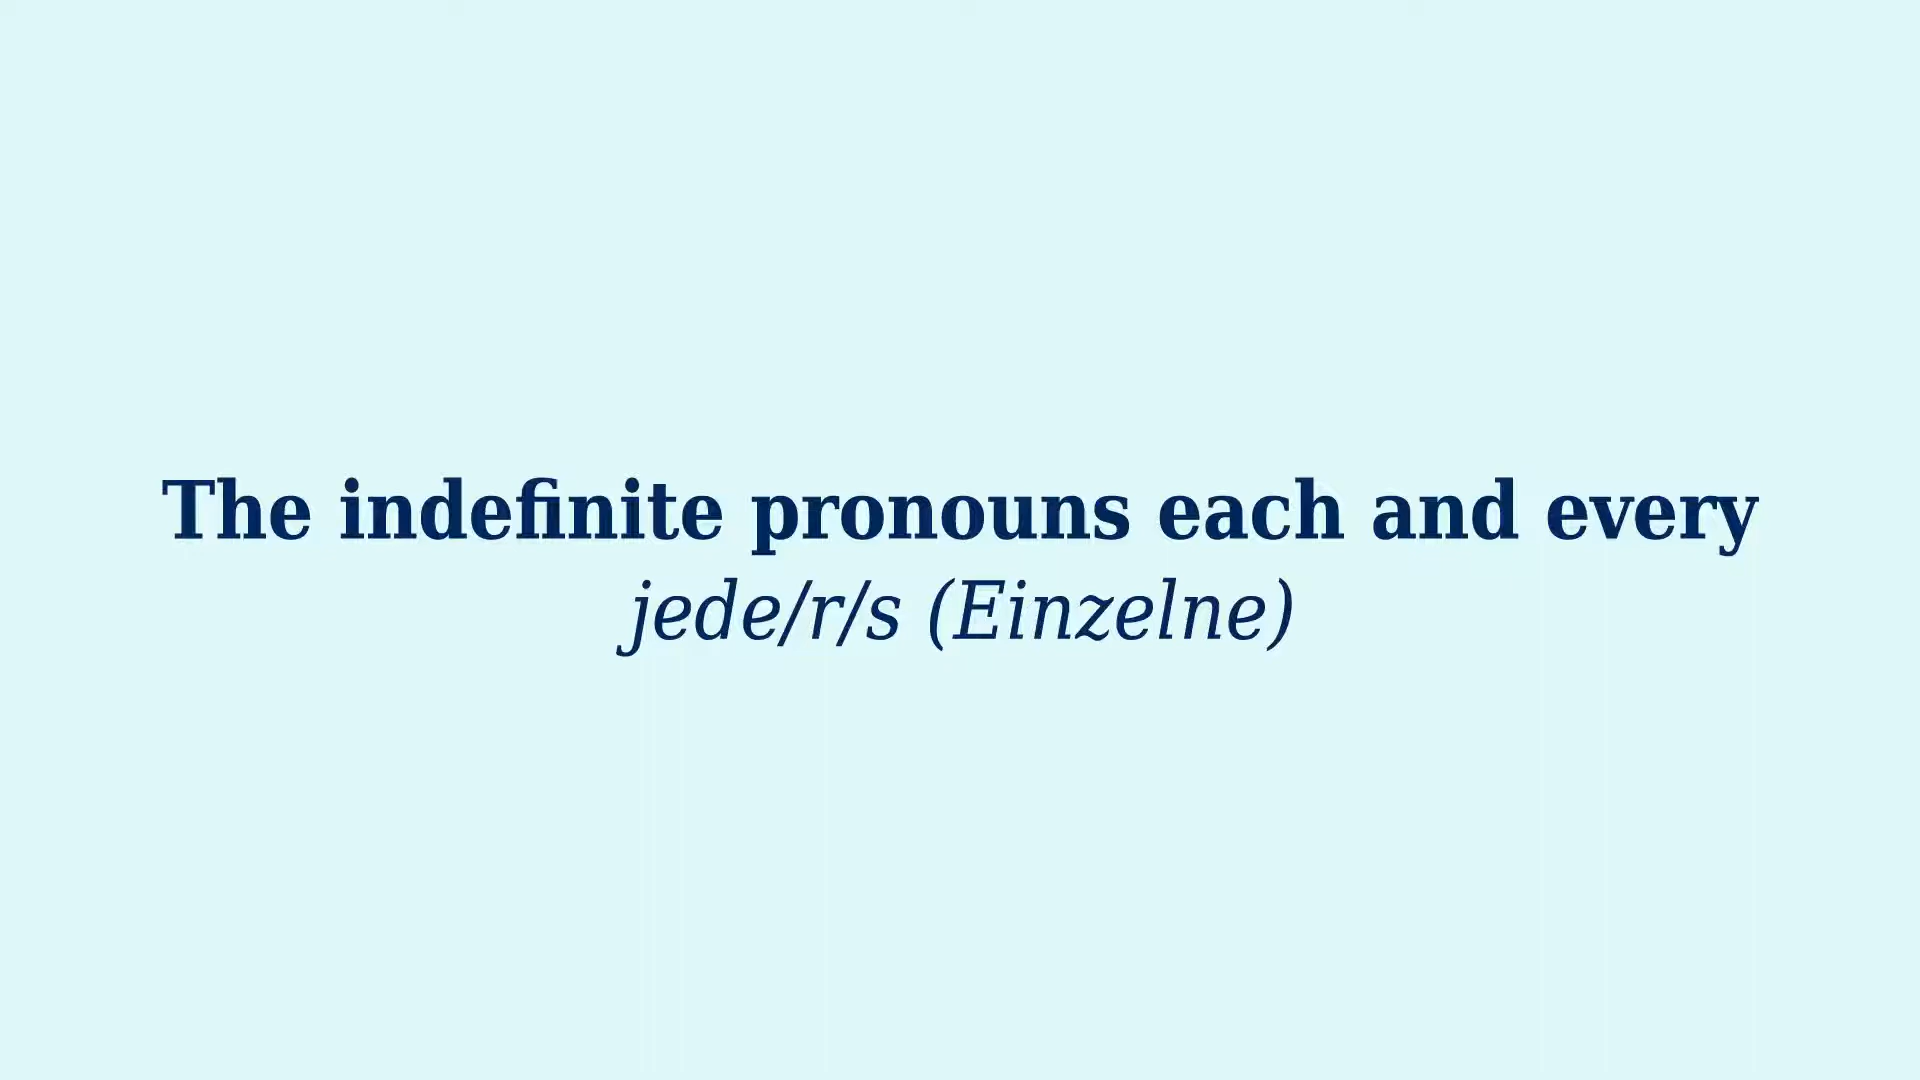 The indefinite pronouns each and every
jede/r/s (Einzelne)